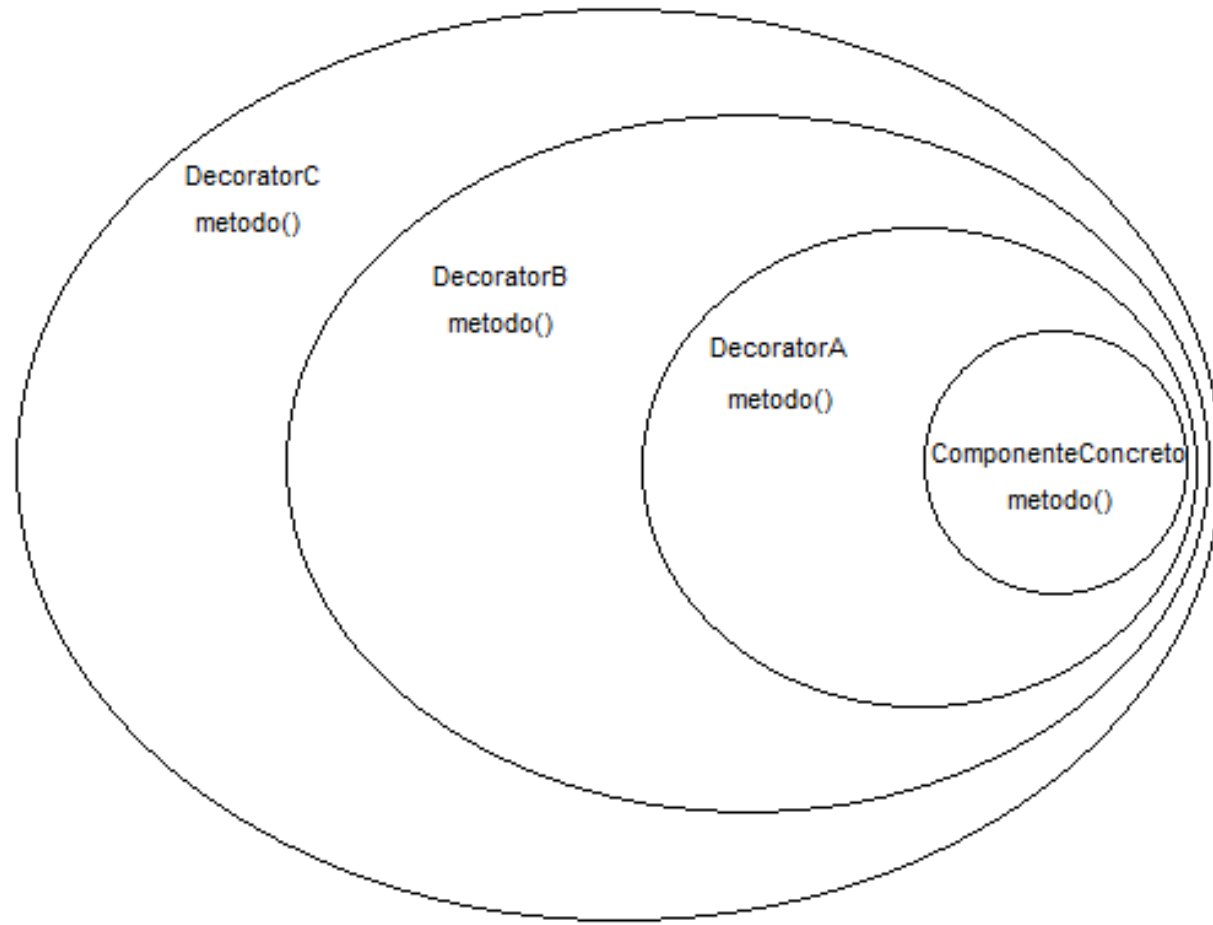 DecoratorC
metodo()
DecoratorB
metodo()
DecoratorA
metodo()
ComponenteConcreto
metodo()